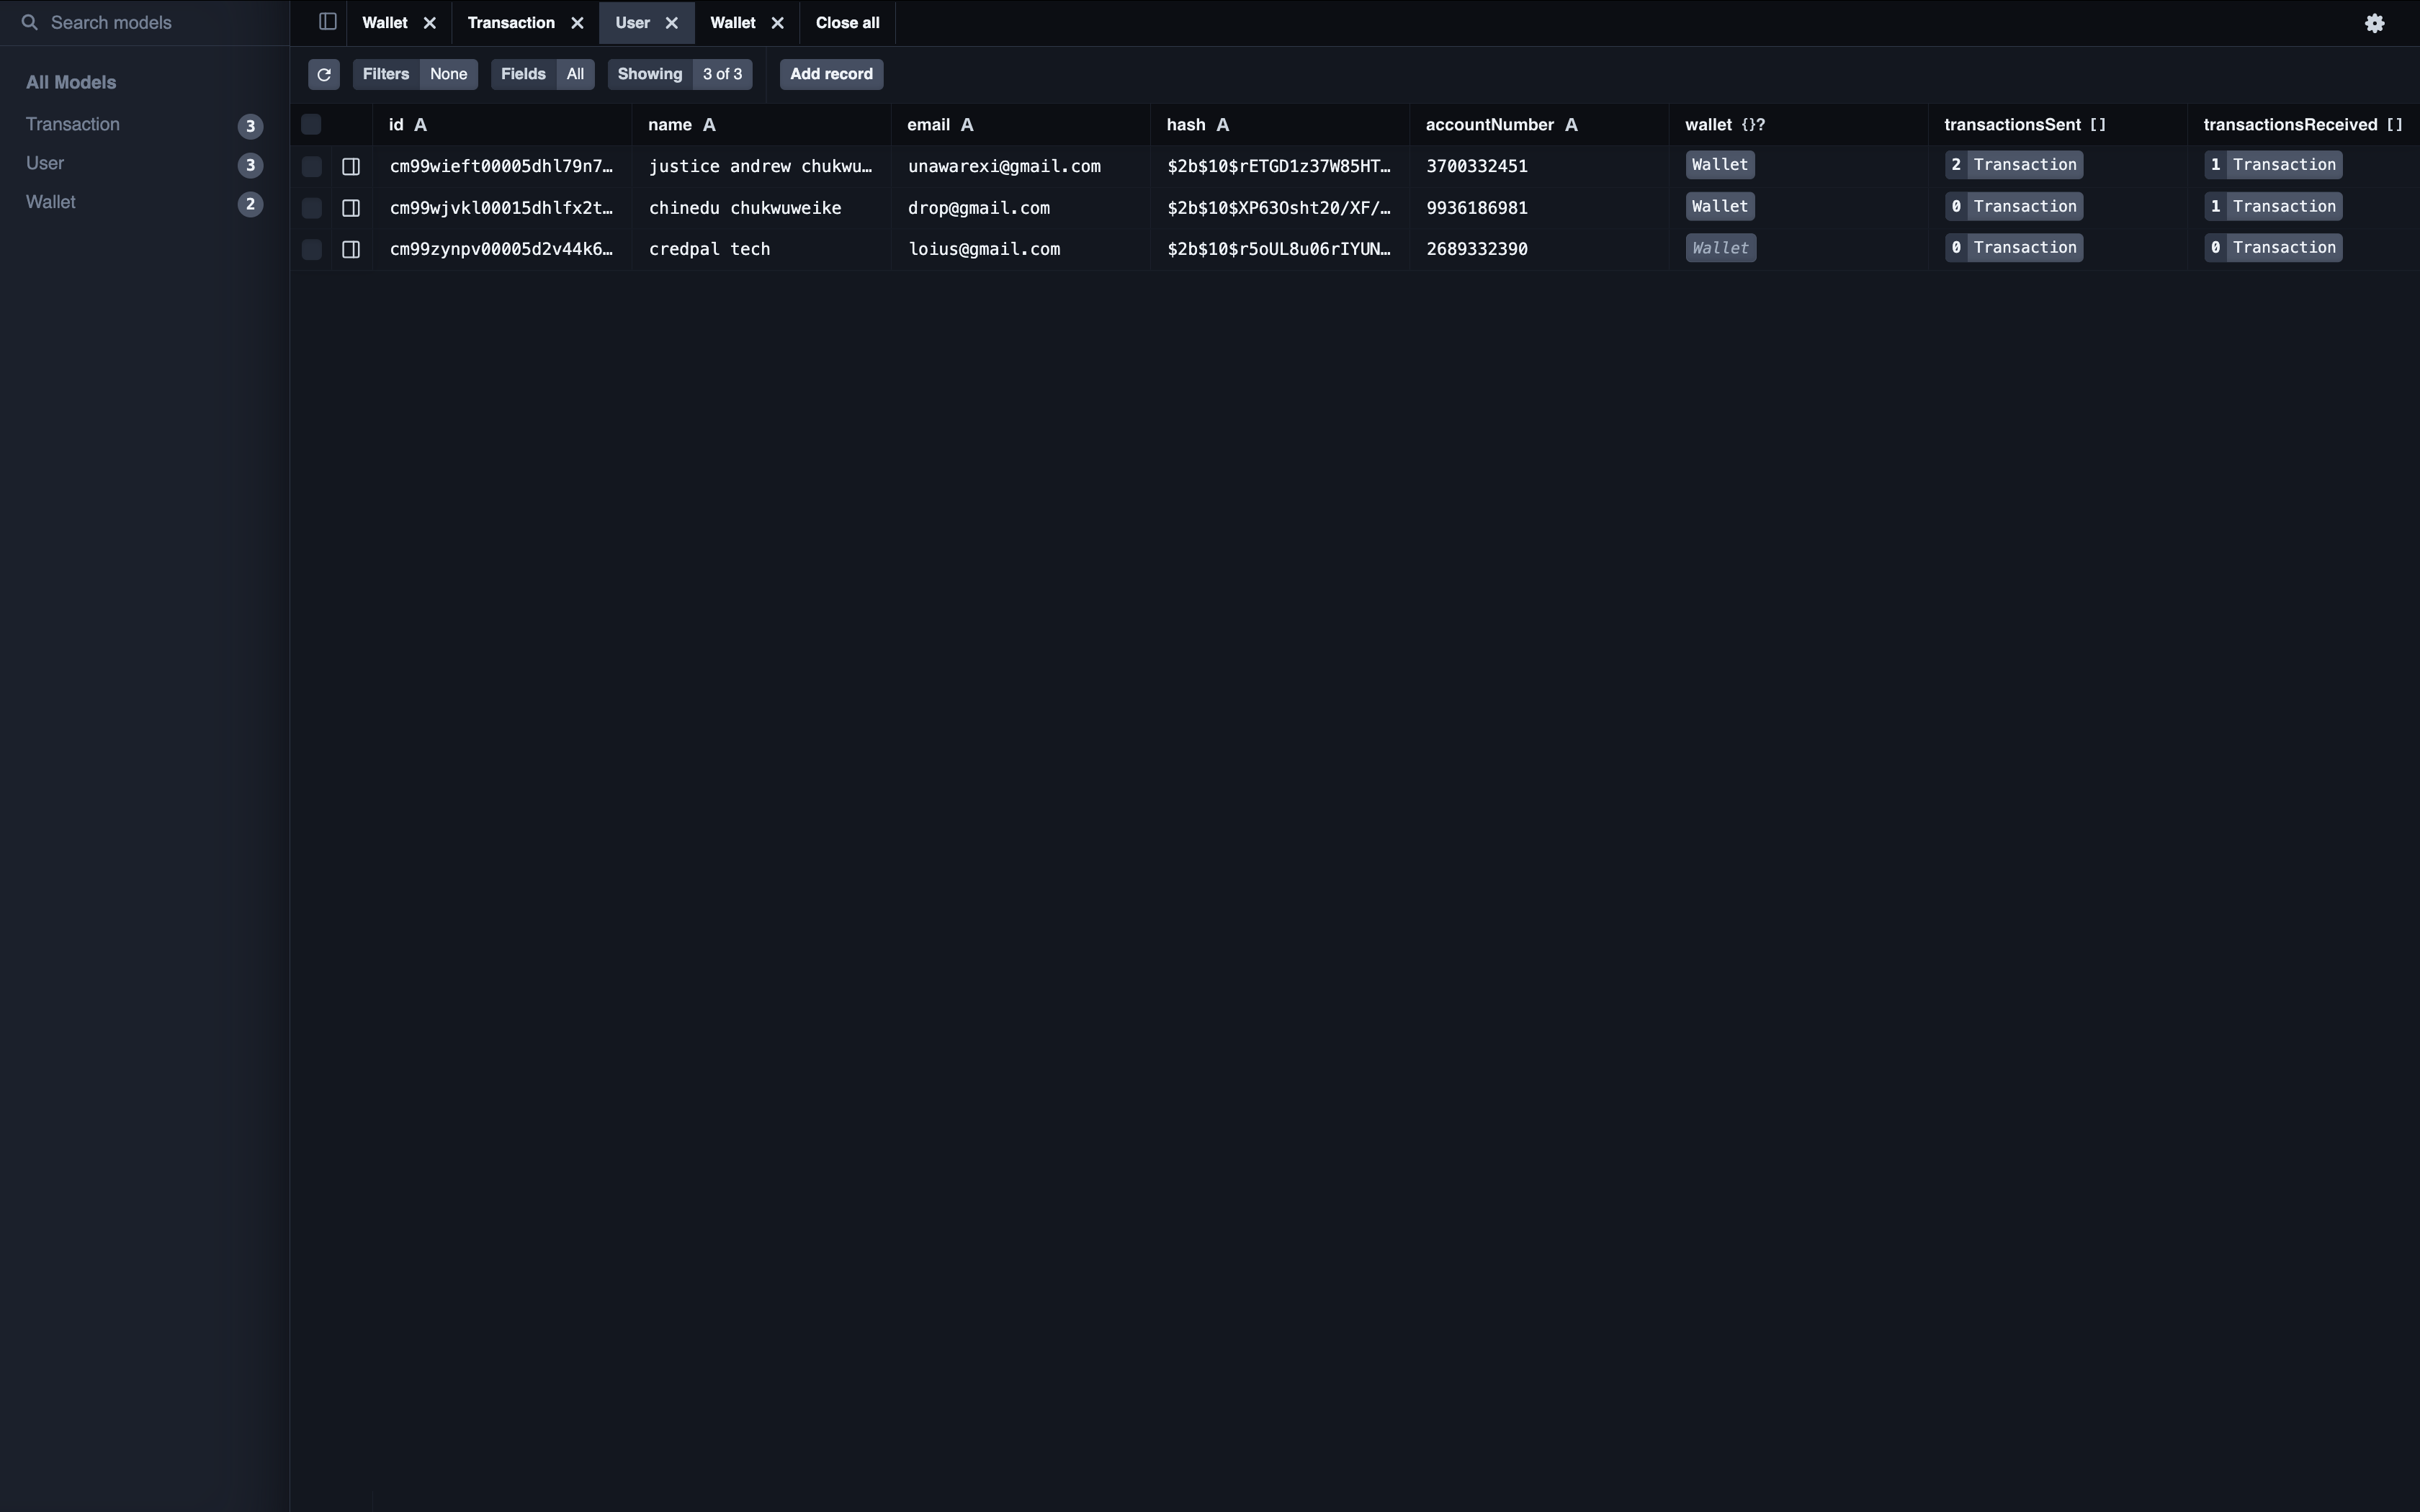 Search models
Wallet Transaction User Wallet Close all
Filters None Fields All Showing 3 of 3 Add record
All Models
Transaction 3
User 3
Wallet 2
id A name A email A hash A accountNumber A wallet {}? transactionsSent [] transactionsReceived []
cm99wieft00005dhl79n7… justice andrew chukwu… unawarexi@gmail.com $2b$10$rETGD1z37W85HT… 3700332451 Wallet 2 Transaction 1 Transaction
cm99wjvkl00015dhlfx2t… chinedu chukwuweike drop@gmail.com $2b$10$XP63Osht20/XF/… 9936186981 Wallet 0 Transaction 1 Transaction
cm99zynpv00005d2v44k6… credpal tech loius@gmail.com $2b$10$r5oUL8u06rIYUN… 2689332390 Wallet 0 Transaction 0 Transaction